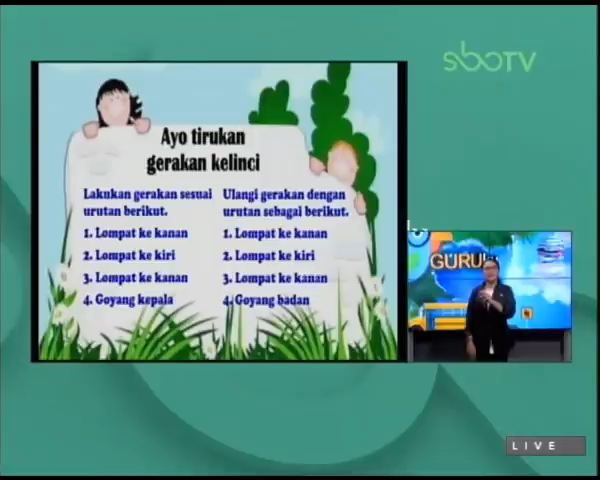 sboTV
Ayo tirukan
gerakan kelinci
Lakukan gerakan sesuai
urutan berikut.
1. Lompat ke kanan
2. Lompat ke kiri
3. Lompat ke kanan
4. Goyang kepala
Ulangi gerakan dengan
urutan sebagai berikut.
1. Lompat ke kanan
2. Lompat ke kiri
3. Lompat ke kanan
4. Goyang badan
GURUKU
LIVE